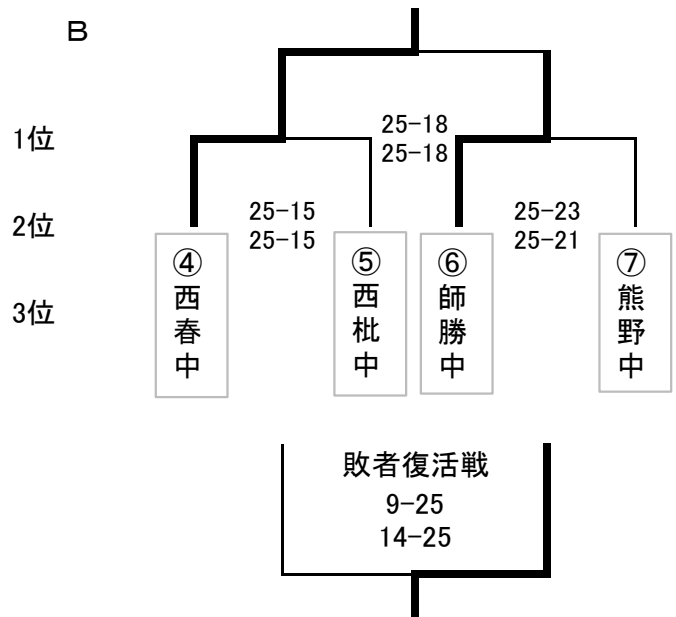 B
1位
25-18
25-18
2位
25-15
25-15
25-23
25-21
3位
④西春中
⑤西枇中
⑥師勝中
⑦熊野中
敗者復活戦
9-25
14-25